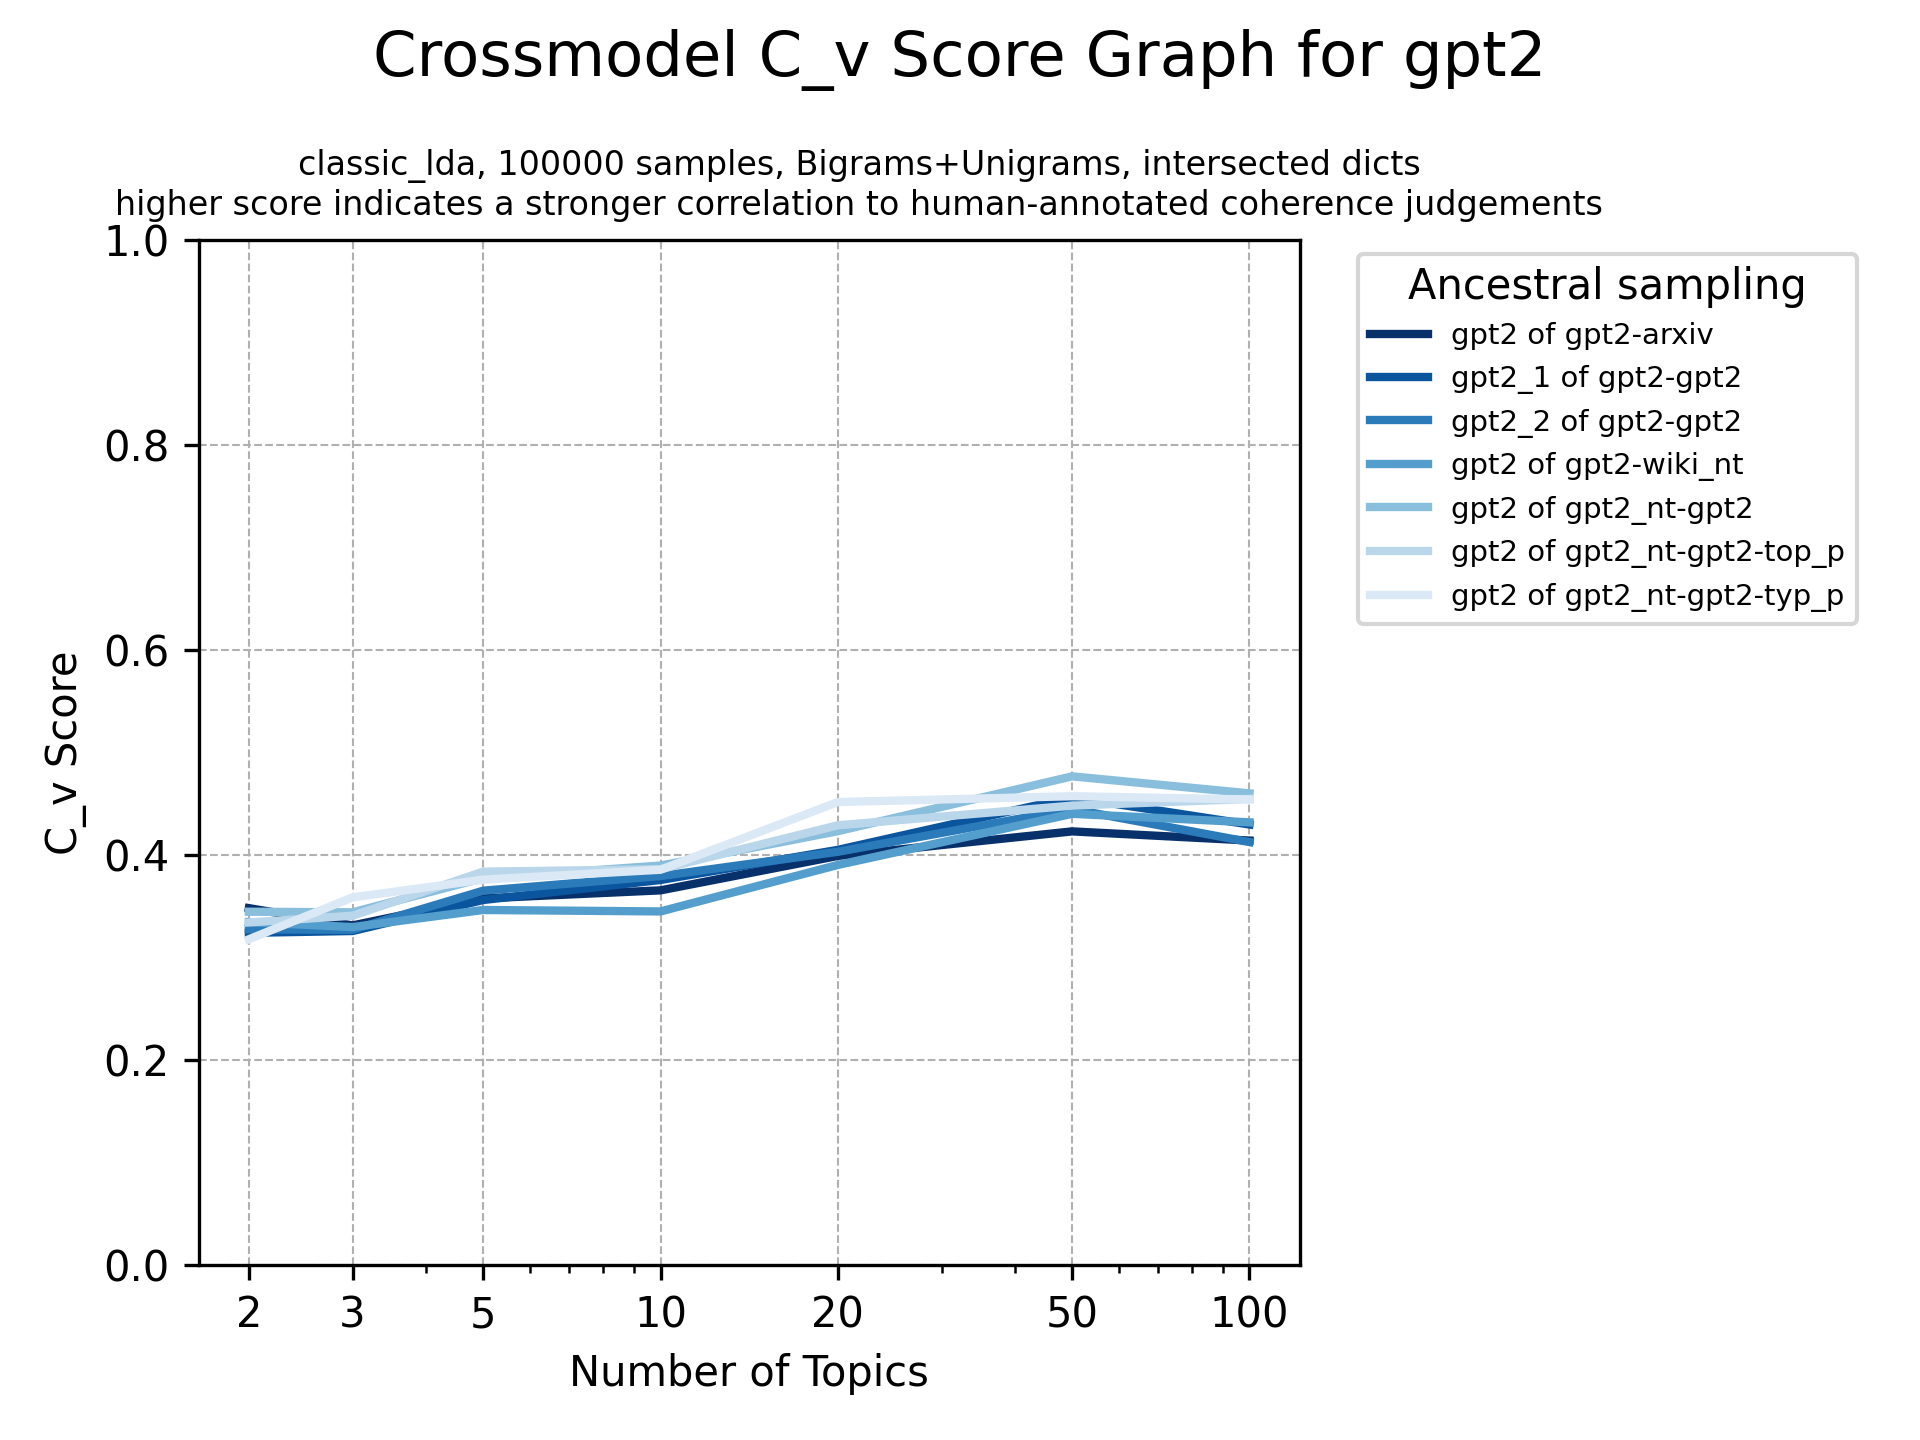 Crossmodel C_v Score Graph for gpt2
classic_lda, 100000 samples, Bigrams+Unigrams, intersected dicts
higher score indicates a stronger correlation to human-annotated coherence judgements
1.0
0.8
0.6
0.4
0.2
0.0
C_v Score
2 3 5 10 20 50 100
Number of Topics
Ancestral sampling
gpt2 of gpt2-arxiv
gpt2_1 of gpt2-gpt2
gpt2_2 of gpt2-gpt2
gpt2 of gpt2-wiki_nt
gpt2 of gpt2_nt-gpt2
gpt2 of gpt2_nt-gpt2-top_p
gpt2 of gpt2_nt-gpt2-typ_p